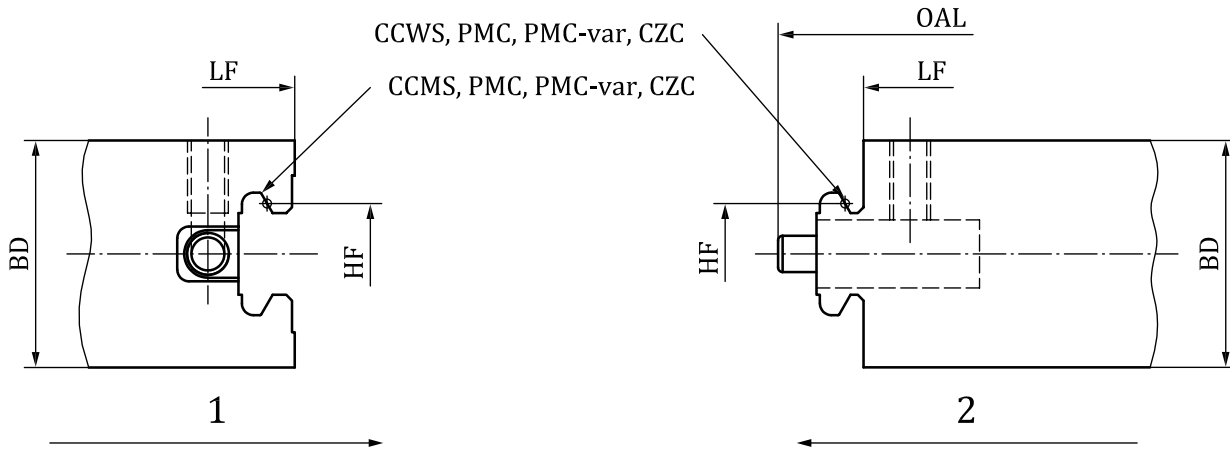 OAL
CCWS, PMC, PMC-var, CZC
LF
LF
CCMS, PMC, PMC-var, CZC
BD
HF
HF
BD
1
2